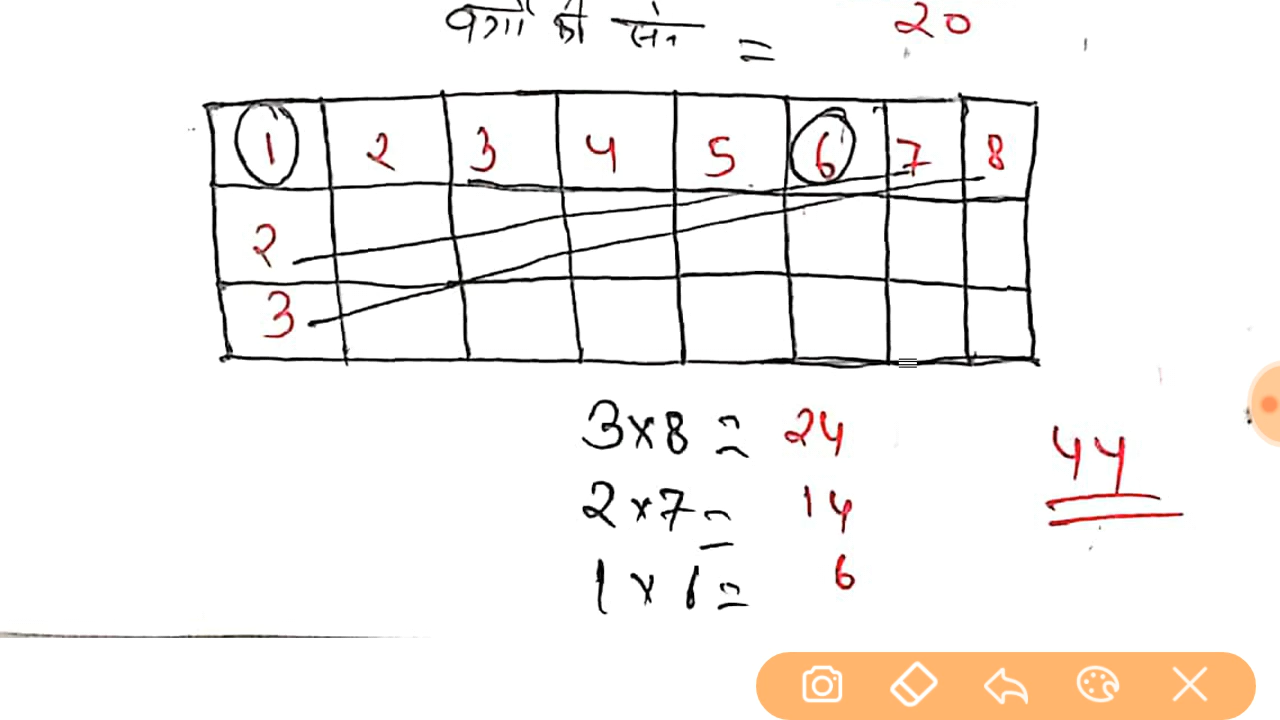 वर्गों की सं० = 20
1 2 3 4 5 6 7 8
2
3
3×8 = 24
2×7 = 14
44
1×6 = 6